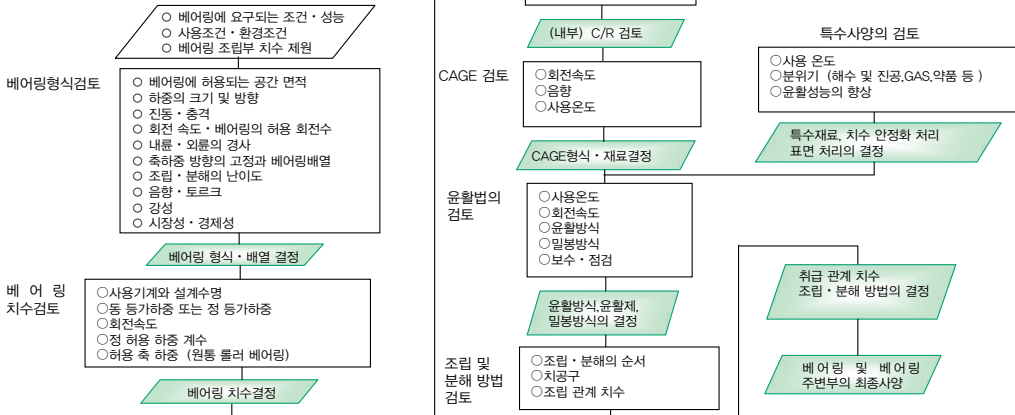 ○ 베어링에 요구되는 조건・성능
○ 사용조건・환경조건
○ 베어링 조립부 치수 제원
베어링형식검토
○ 베어링에 허용되는 공간 면적
○ 하중의 크기 및 방향
○ 진동・충격
○ 회전 속도・베어링의 허용 회전수
○ 내륜・외륜의 경사
○ 축하중 방향의 고정과 베어링배열
○ 조립・분해의 난이도
○ 음향・토르크
○ 강성
○ 시장성・경제성
베어링 형식・배열 결정
베 어 링
치수검토
○사용기계와 설계수명
○동 등가하중 또는 정 등가하중
○회전속도
○정 허용 하중 계수
○허용 축 하중 (원통 롤러 베어링)
베어링 치수결정
(내부) C/R 검토
CAGE 검토
○회전속도
○음향
○사용온도
CAGE형식・재료결정
특수사양의 검토
○사용 온도
○분위기 (해수 및 진공,GAS,약품 등 )
○윤활성능의 향상
특수재료, 치수 안정화 처리
표면 처리의 결정
윤활법의
검토
○사용온도
○회전속도
○윤활방식
○밀봉방식
○보수・점검
윤활방식,윤활제,
밀봉방식의 결정
조립 및
분해 방법
검토
○조립・분해의 순서
○치공구
○조립 관계 치수
취급 관계 치수
조립・분해 방법의 결정
베어링 및 베어링
주변부의 최종사양